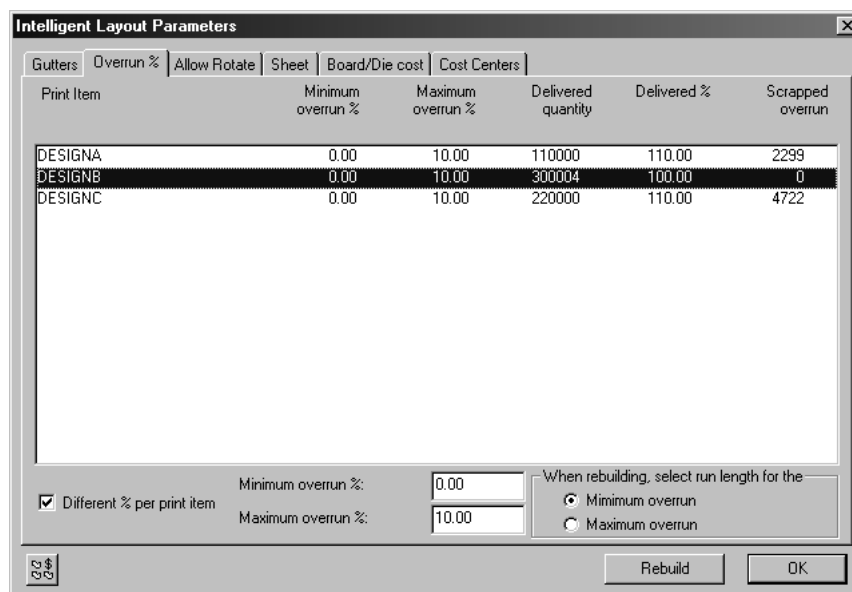 Intelligent Layout Parameters
Gutters Overrun % Allow Rotate Sheet Board/Die cost Cost Centers
Print Item Minimum overrun % Maximum overrun % Delivered quantity Delivered % Scrapped overrun
DESIGNA 0.00 10.00 110000 110.00 2299
DESIGNB 0.00 10.00 300004 100.00 0
DESIGNC 0.00 10.00 220000 110.00 4722
Different % per print item
Minimum overrun %: 0.00
Maximum overrun %: 10.00
When rebuilding, select run length for the
Mimimum overrun
Maximum overrun
Rebuild OK